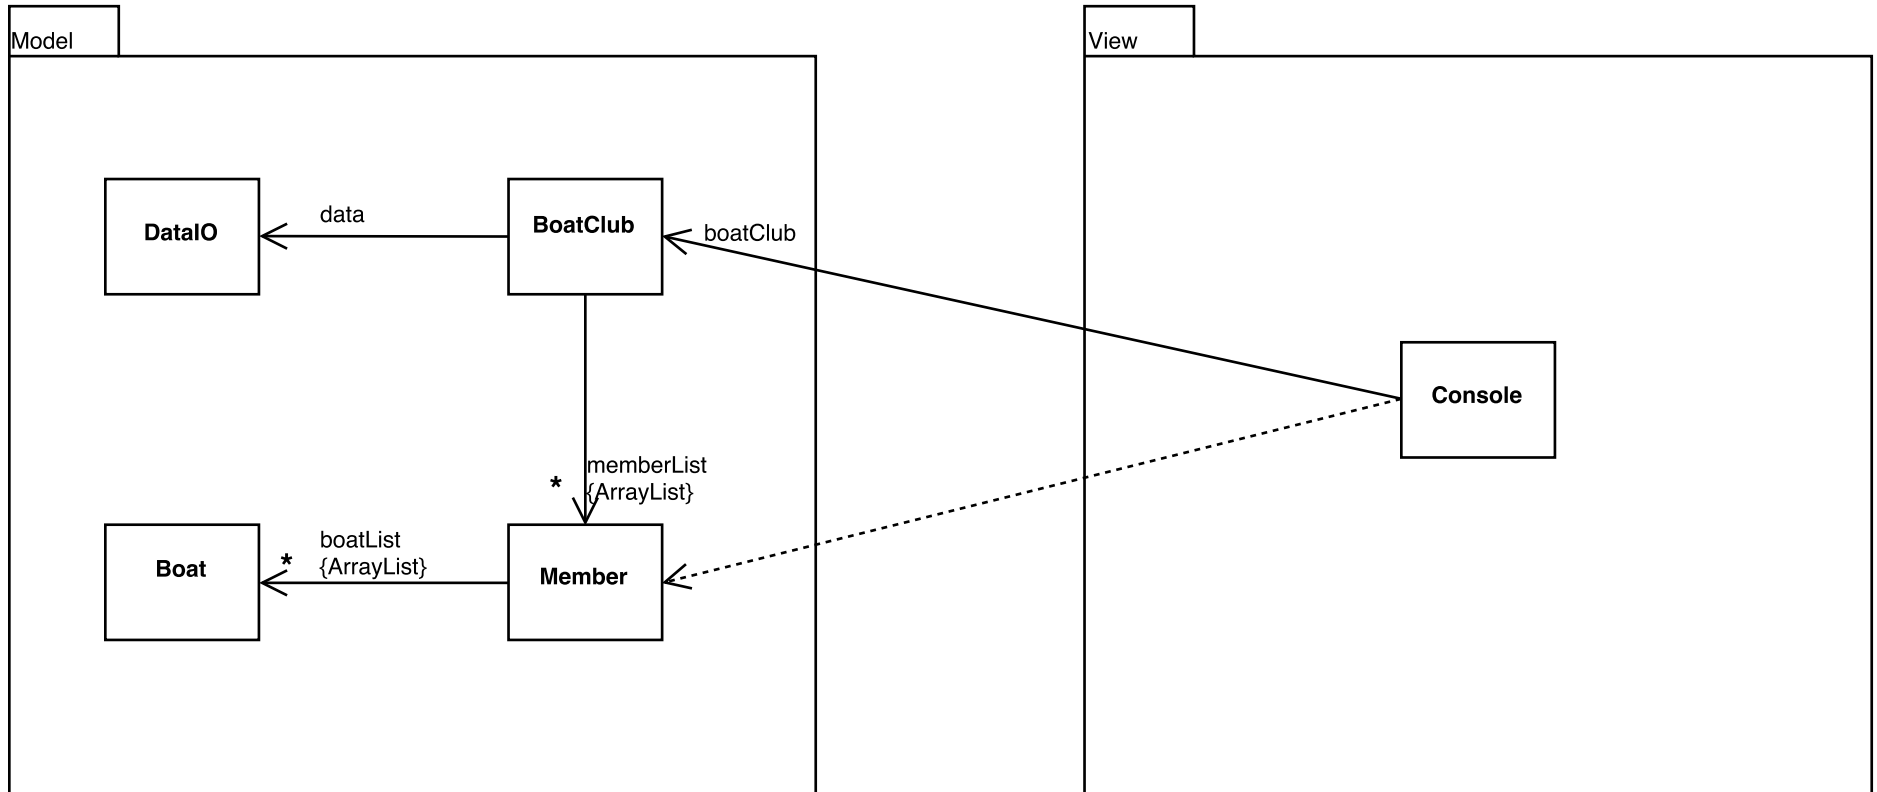 Model
View
data
DataIO
BoatClub
boatClub
Console
memberList
*
{ArrayList}
boatList
*
{ArrayList}
Boat
Member